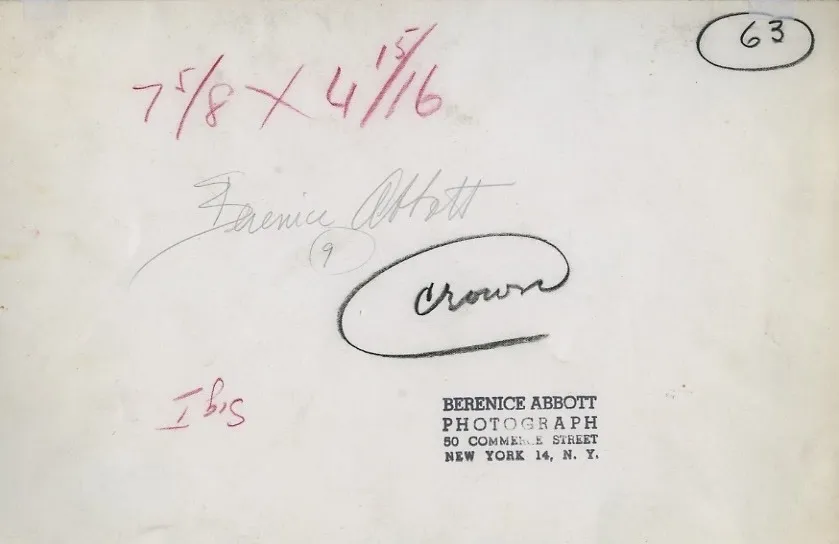 63
7 5/8 X 4 15/16
Berenice Abbott
9
Crown
Sig I
BERENICE ABBOTT
PHOTOGRAPH
50 COMMERCE STREET
NEW YORK 14, N. Y.